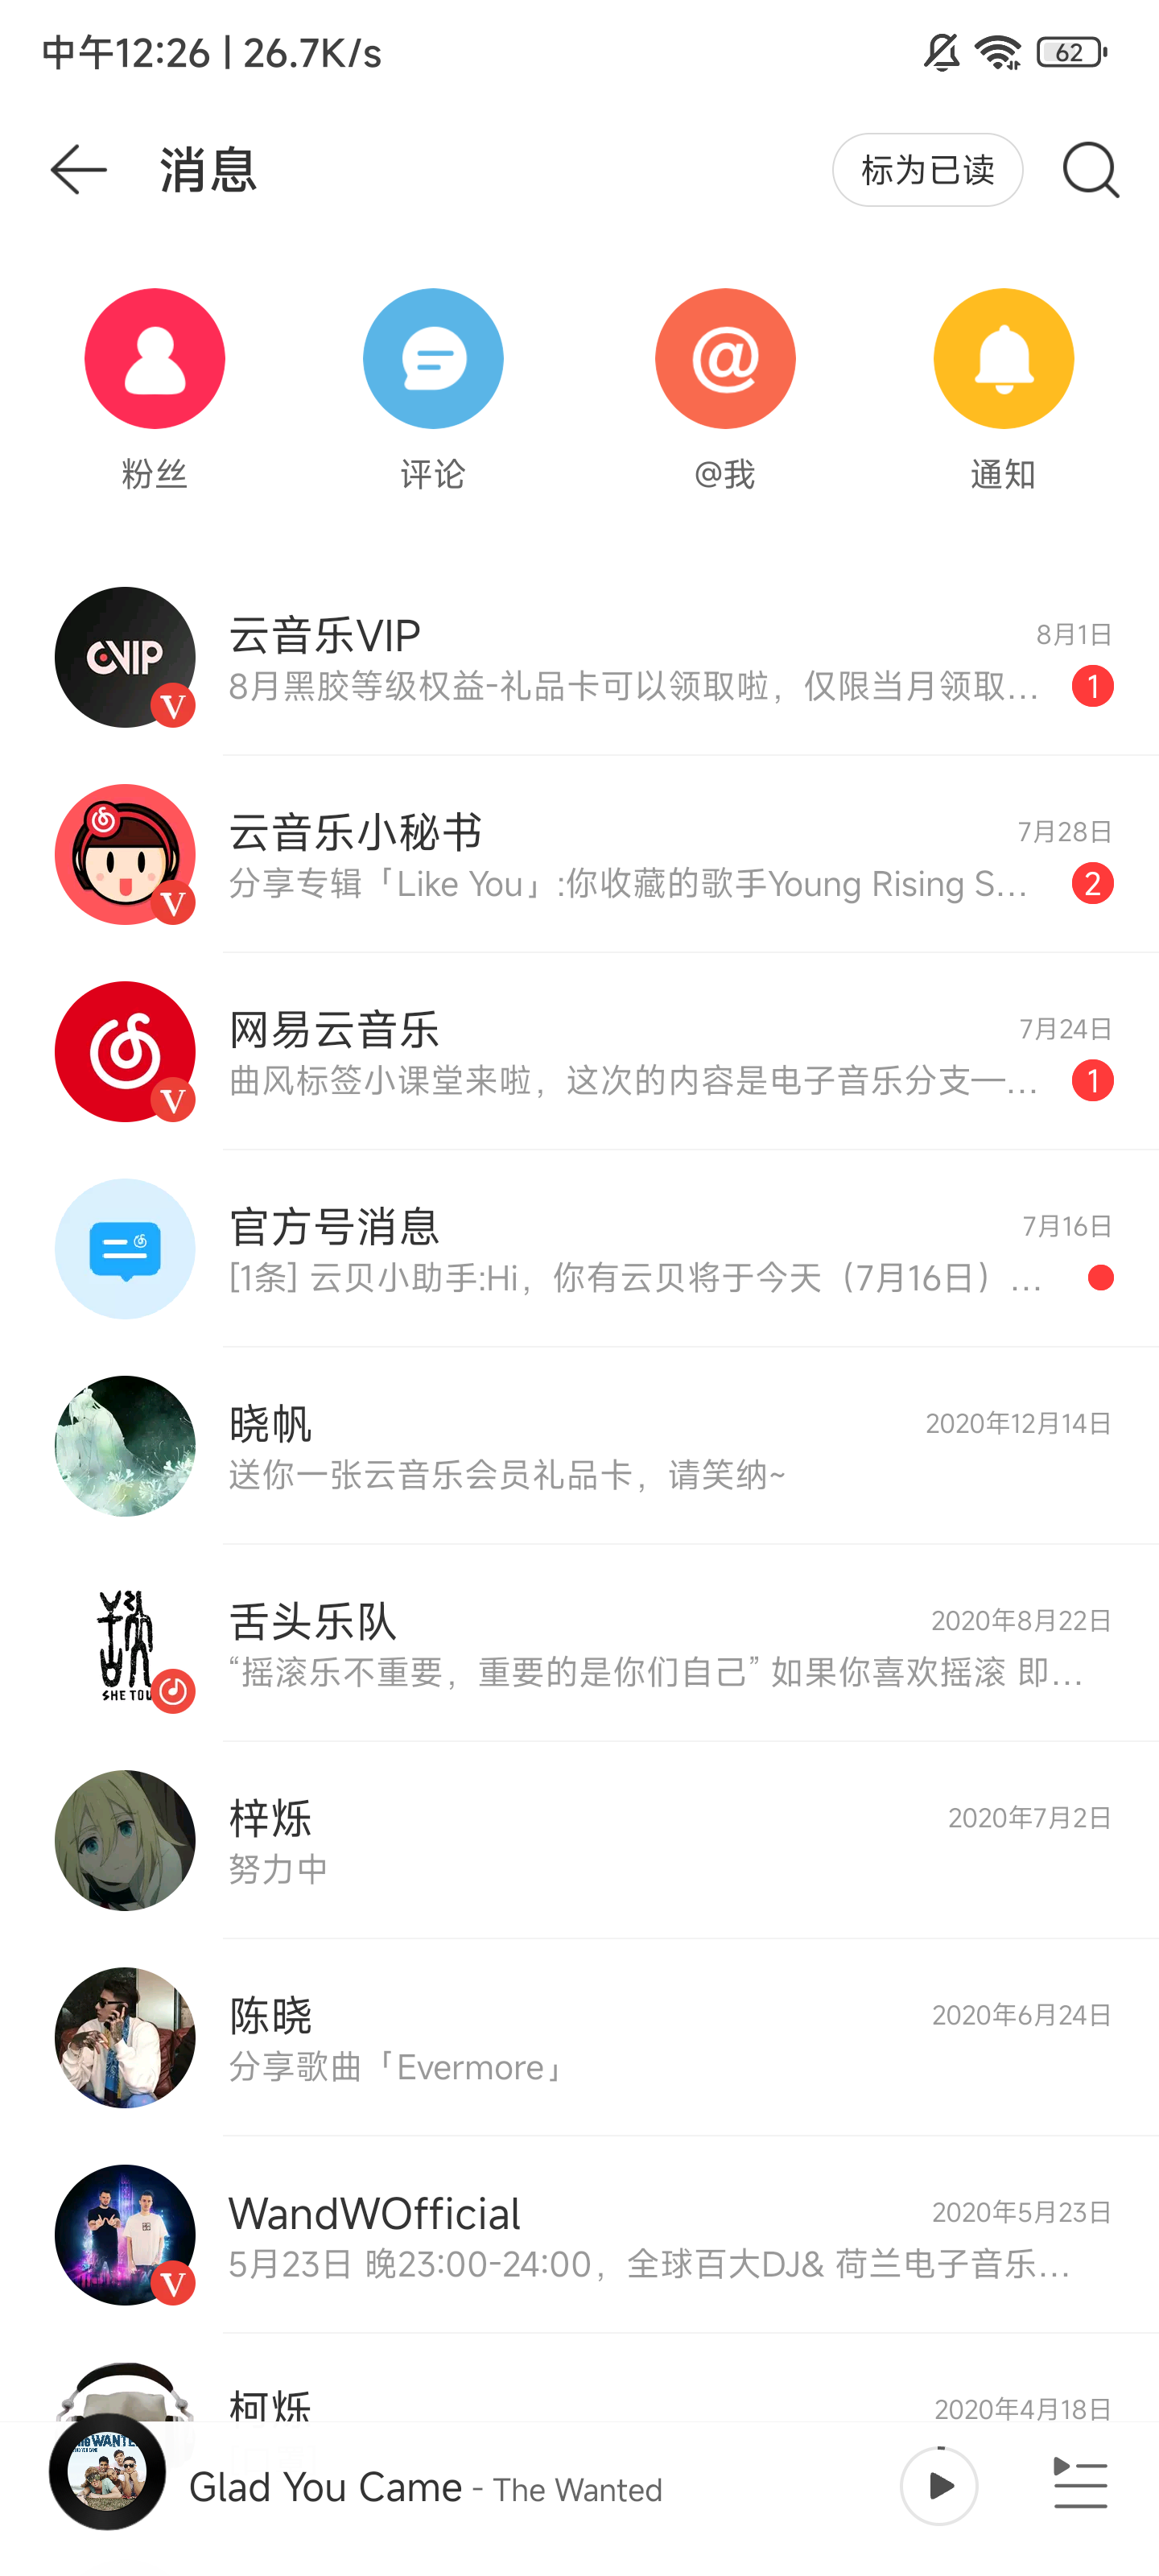 中午12:26 | 26.7K/s
62
消息
标为已读
粉丝
评论
@我
通知
云音乐VIP
8月1日
8月黑胶等级权益-礼品卡可以领取啦，仅限当月领取...
1
云音乐小秘书
7月28日
分享专辑「Like You」:你收藏的歌手Young Rising S...
2
网易云音乐
7月24日
曲风标签小课堂来啦，这次的内容是电子音乐分支—...
1
官方号消息
7月16日
[1条] 云贝小助手:Hi，你有云贝将于今天（7月16日）...
晓帆
2020年12月14日
送你一张云音乐会员礼品卡，请笑纳~
SHE TOU
舌头乐队
2020年8月22日
“摇滚乐不重要，重要的是你们自己” 如果你喜欢摇滚 即...
梓烁
2020年7月2日
努力中
陈晓
2020年6月24日
分享歌曲「Evermore」
WandWOfficial
2020年5月23日
5月23日 晚23:00-24:00，全球百大DJ& 荷兰电子音乐...
柯烁
2020年4月18日
Glad You Came - The Wanted